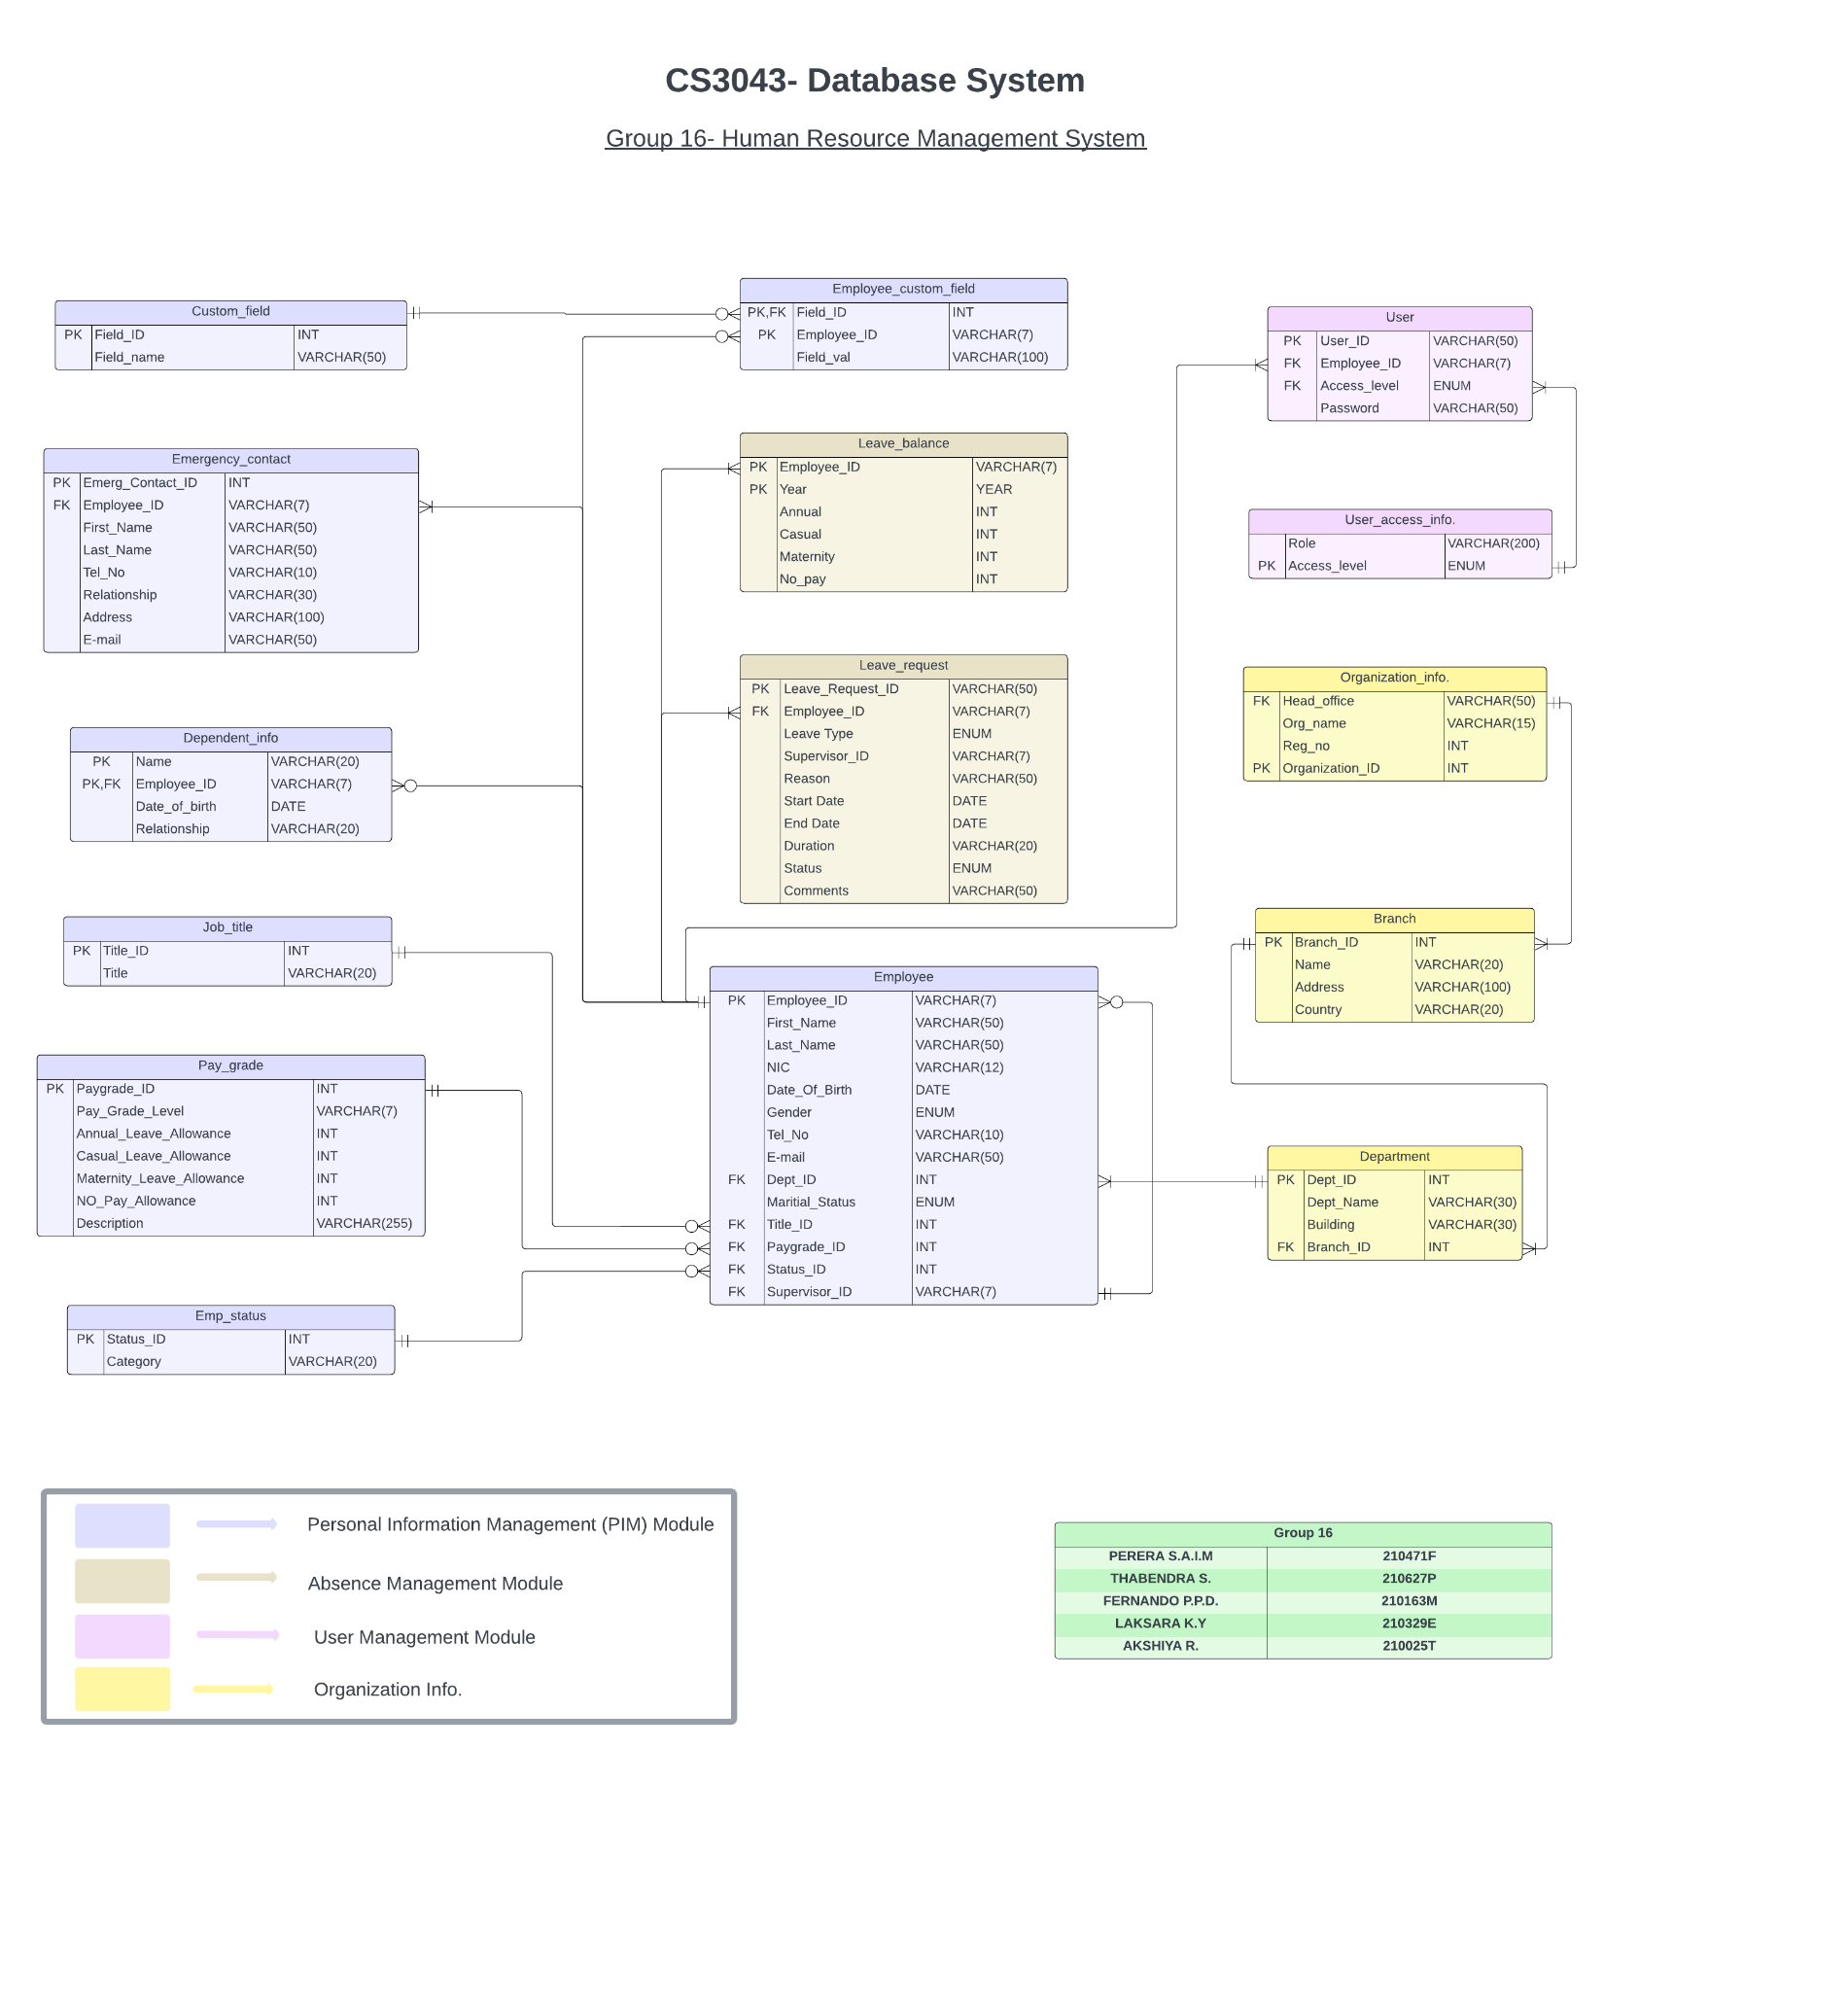 CS3043- Database System
Group 16- Human Resource Management System
Custom_field
PK Field_ID INT
Field_name VARCHAR(50)
Employee_custom_field
PK,FK Field_ID INT
PK Employee_ID VARCHAR(7)
Field_val VARCHAR(100)
User
PK User_ID VARCHAR(50)
FK Employee_ID VARCHAR(7)
FK Access_level ENUM
Password VARCHAR(50)
Emergency_contact
PK Emerg_Contact_ID INT
FK Employee_ID VARCHAR(7)
First_Name VARCHAR(50)
Last_Name VARCHAR(50)
Tel_No VARCHAR(10)
Relationship VARCHAR(30)
Address VARCHAR(100)
E-mail VARCHAR(50)
Leave_balance
PK Employee_ID VARCHAR(7)
PK Year YEAR
Annual INT
Casual INT
Maternity INT
No_pay INT
User_access_info.
Role VARCHAR(200)
PK Access_level ENUM
Dependent_info
PK Name VARCHAR(20)
PK,FK Employee_ID VARCHAR(7)
Date_of_birth DATE
Relationship VARCHAR(20)
Leave_request
PK Leave_Request_ID VARCHAR(50)
FK Employee_ID VARCHAR(7)
Leave Type ENUM
Supervisor_ID VARCHAR(7)
Reason VARCHAR(50)
Start Date DATE
End Date DATE
Duration VARCHAR(20)
Status ENUM
Comments VARCHAR(50)
Organization_info.
FK Head_office VARCHAR(50)
Org_name VARCHAR(15)
Reg_no INT
PK Organization_ID INT
Job_title
PK Title_ID INT
Title VARCHAR(20)
Employee
PK Employee_ID VARCHAR(7)
First_Name VARCHAR(50)
Last_Name VARCHAR(50)
NIC VARCHAR(12)
Date_Of_Birth DATE
Gender ENUM
Tel_No VARCHAR(10)
E-mail VARCHAR(50)
FK Dept_ID INT
Maritial_Status ENUM
FK Title_ID INT
FK Paygrade_ID INT
FK Status_ID INT
FK Supervisor_ID VARCHAR(7)
Branch
PK Branch_ID INT
Name VARCHAR(20)
Address VARCHAR(100)
Country VARCHAR(20)
Pay_grade
PK Paygrade_ID INT
Pay_Grade_Level VARCHAR(7)
Annual_Leave_Allowance INT
Casual_Leave_Allowance INT
Maternity_Leave_Allowance INT
NO_Pay_Allowance INT
Description VARCHAR(255)
Department
PK Dept_ID INT
Dept_Name VARCHAR(30)
Building VARCHAR(30)
FK Branch_ID INT
Emp_status
PK Status_ID INT
Category VARCHAR(20)
Personal Information Management (PIM) Module
Absence Management Module
User Management Module
Organization Info.
Group 16
PERERA S.A.I.M 210471F
THABENDRA S. 210627P
FERNANDO P.P.D. 210163M
LAKSARA K.Y 210329E
AKSHIYA R. 210025T